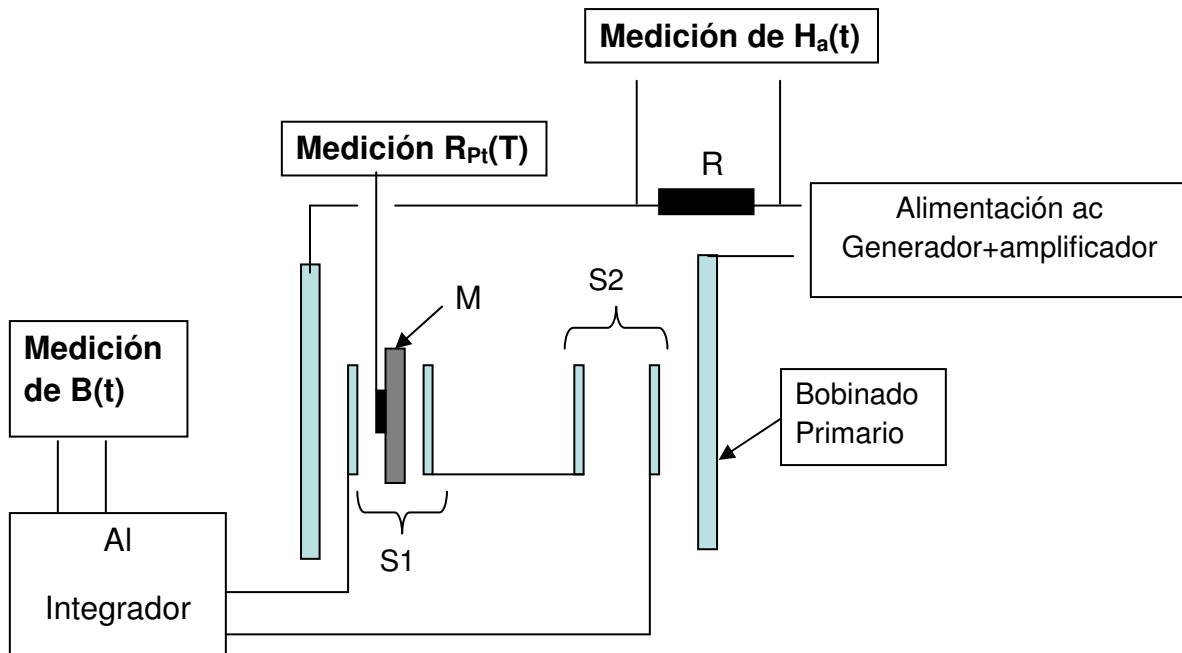 Medición de Ha(t)
Medición RPt(T)
R
Alimentación ac
Generador+amplificador
S2
M
Medición
de B(t)
Bobinado
Primario
S1
AI
Integrador